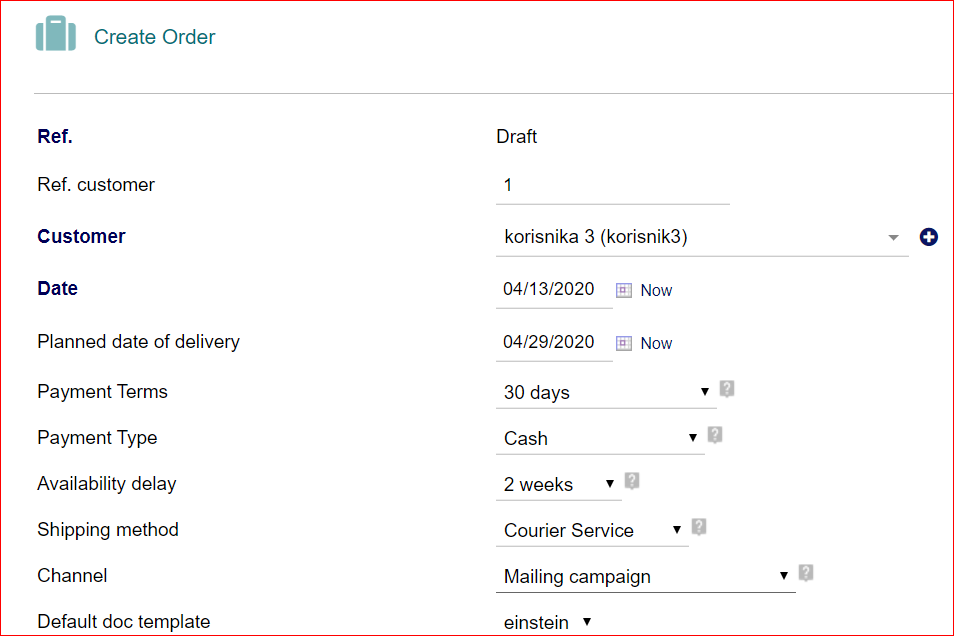 Create Order
Ref. Draft
Ref. customer 1
Customer korisnika 3 (korisnik3)
Date 04/13/2020 Now
Planned date of delivery 04/29/2020 Now
Payment Terms 30 days ?
Payment Type Cash ?
Availability delay 2 weeks ?
Shipping method Courier Service ?
Channel Mailing campaign ?
Default doc template einstein